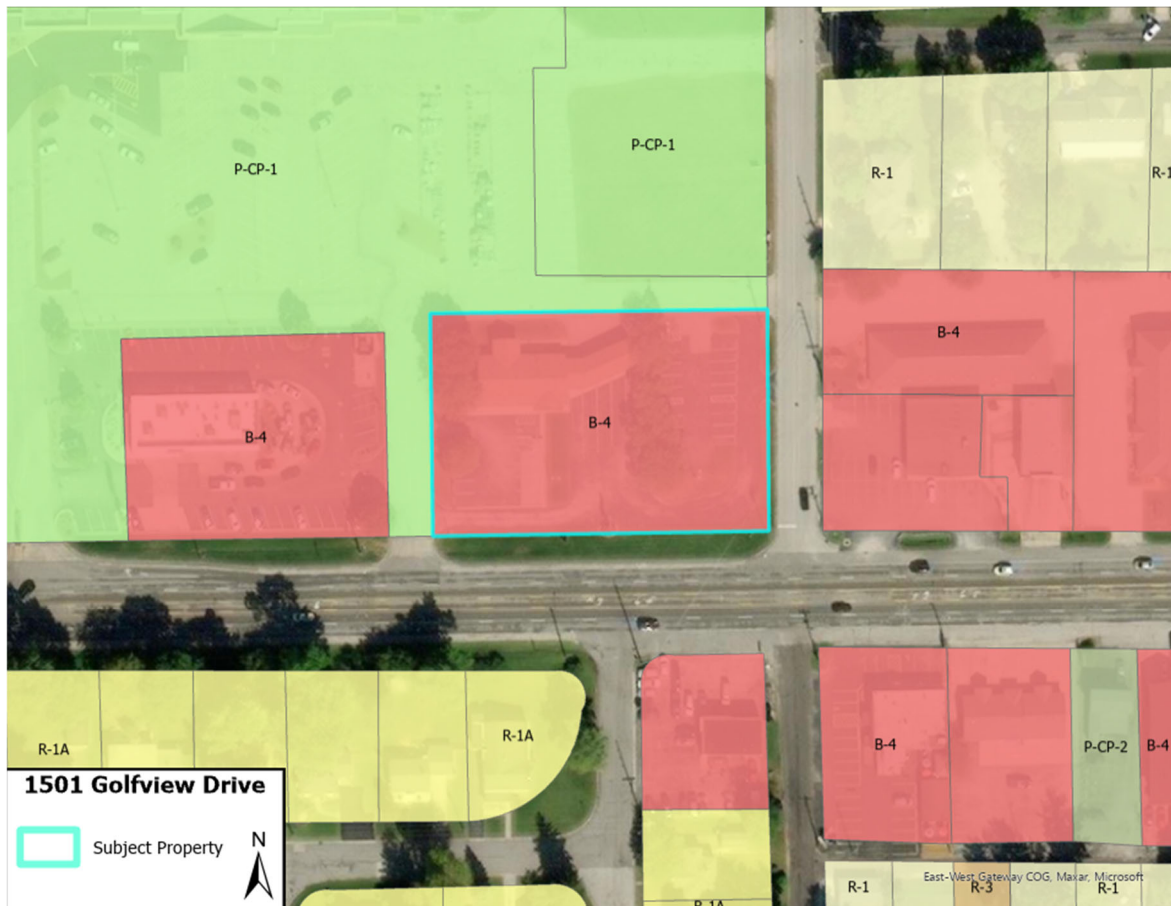 P-CP-1
P-CP-1
R-1
R-1
B-4
B-4
B-4
R-1A
R-1A
B-4
P-CP-2
B-4
1501 Golfview Drive
Subject Property
N
R-1
R-3
R-1
East-West Gateway COG, Maxar, Microsoft
R-1A